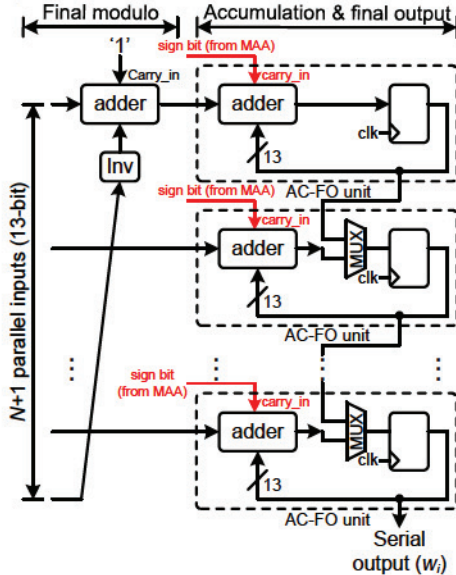 Final modulo
Accumulation & final output
'1'
sign bit (from MAA)
Carry_in
carry_in
adder
adder
clk
13
Inv
AC-FO unit
sign bit (from MAA)
carry_in
adder
MUX
clk
13
AC-FO unit
N+1 parallel inputs (13-bit)
sign bit
(from MAA)
carry_in
adder
MUX
clk
13
AC-FO unit
Serial
output (wi)